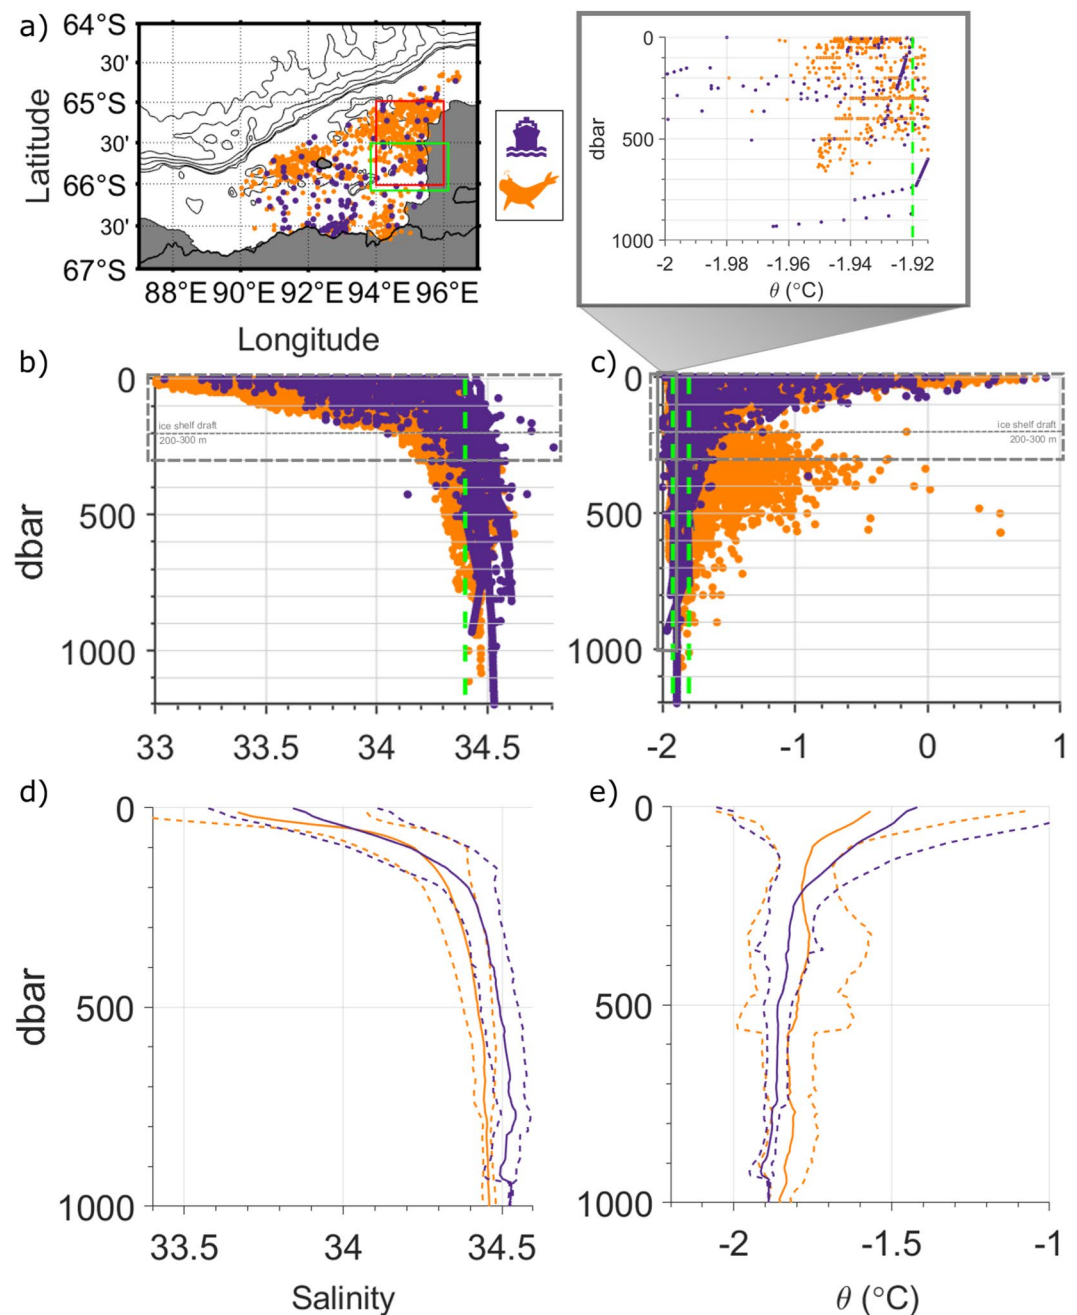 a)
64°S
30'
65°S
30'
66°S
30'
67°S
Latitude
88°E 90°E 92°E 94°E 96°E
Longitude
0
500
1000
dbar
-2 -1.98 -1.96 -1.94 -1.92
θ (°C)
b)
0
500
1000
dbar
ice shelf draft
200-300 m
33 33.5 34 34.5
c)
0
500
1000
ice shelf draft
200-300 m
-2 -1 0 1
d)
0
500
1000
dbar
33.5 34 34.5
Salinity
e)
0
500
1000
-2 -1.5 -1
θ (°C)